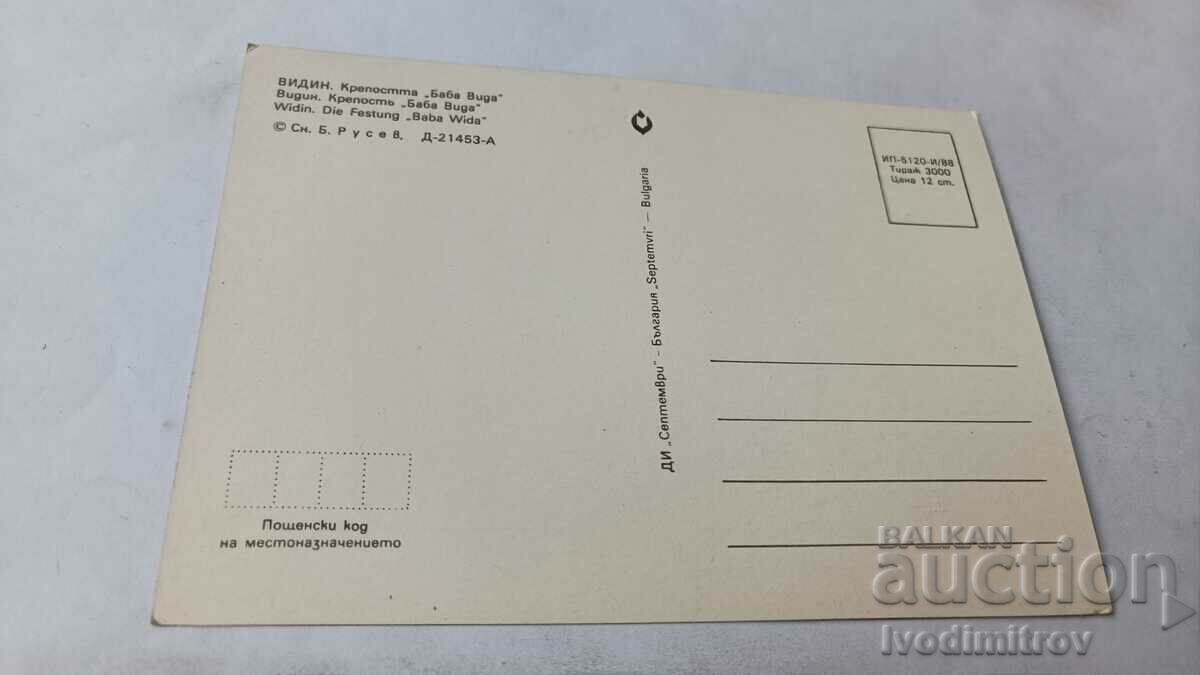 ВИДИН. Крепостта „Баба Вида"
Видин. Крепость „Баба Вида"
Widin. Die Festung „Baba Wida"
© Сн. Б. Русев, Д-21453-А
ИП-5120-И/88
Тираж 3000
Цена 12 ст.
ДИ „Септември" – България „Septemvri" — Bulgaria
Пощенски код
на местоназначението
BALKAN
auction
Ivodimitrov